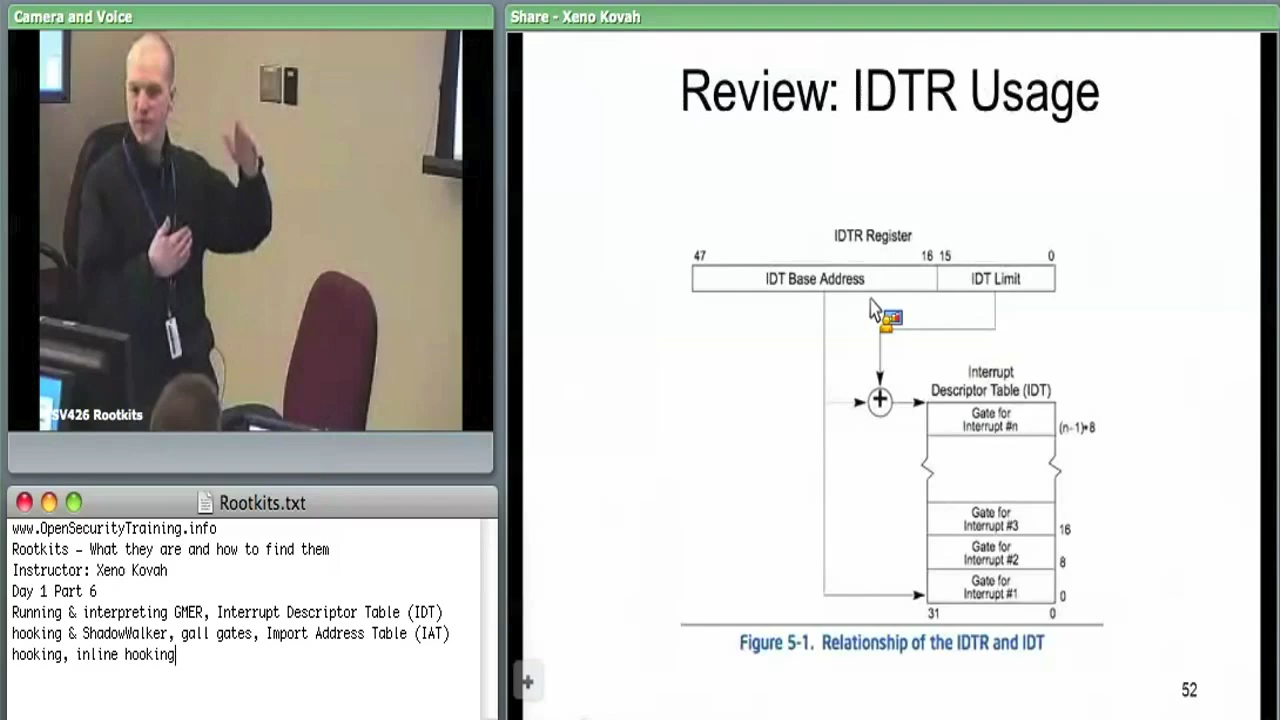 Camera and Voice
SV426 Rootkits
Rootkits.txt
www.OpenSecurityTraining.info
Rootkits – What they are and how to find them
Instructor: Xeno Kovah
Day 1 Part 6
Running & interpreting GMER, Interrupt Descriptor Table (IDT)
hooking & ShadowWalker, gall gates, Import Address Table (IAT)
hooking, inline hooking
Share - Xeno Kovah
Review: IDTR Usage
IDTR Register
47 16 15 0
IDT Base Address IDT Limit
Interrupt
Descriptor Table (IDT)
+
Gate for
Interrupt #n
(n–1)*8
Gate for
Interrupt #3
16
Gate for
Interrupt #2
8
Gate for
Interrupt #1
0
31 0
Figure 5-1. Relationship of the IDTR and IDT
52